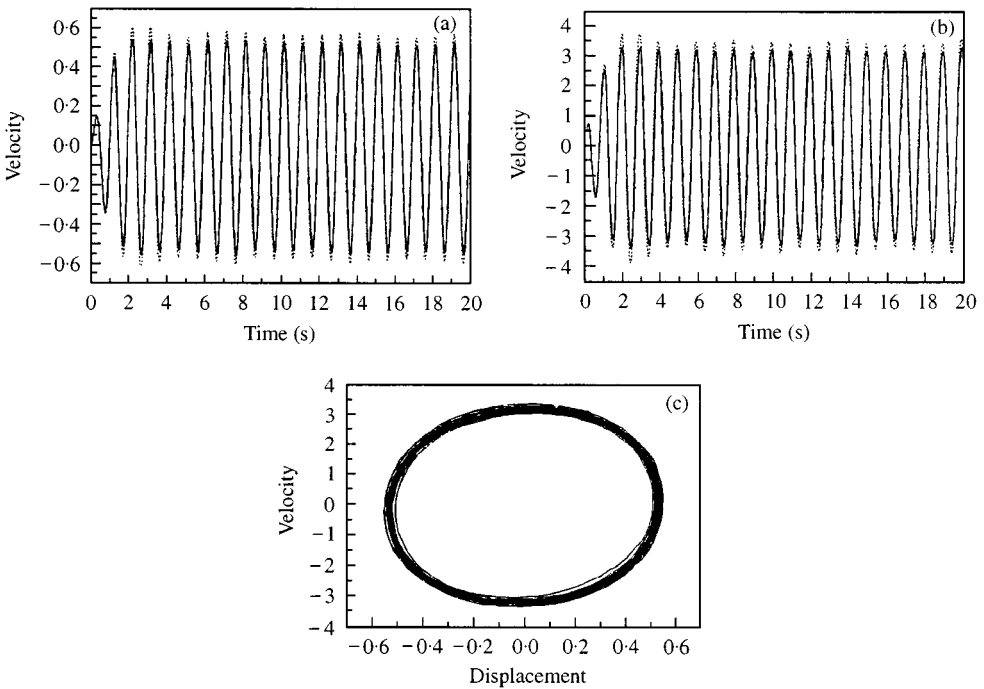 (a)
0·6
0·4
0·2
0·0
−0·2
−0·4
−0·6
Velocity
0 2 4 6 8 10 12 14 16 18 20
Time (s)
(b)
4
3
2
1
0
−1
−2
−3
−4
Velocity
0 2 4 6 8 10 12 14 16 18 20
Time (s)
(c)
4
3
2
1
0
−1
−2
−3
−4
Velocity
−0·6 −0·4 −0·2 0·0 0·2 0·4 0·6
Displacement